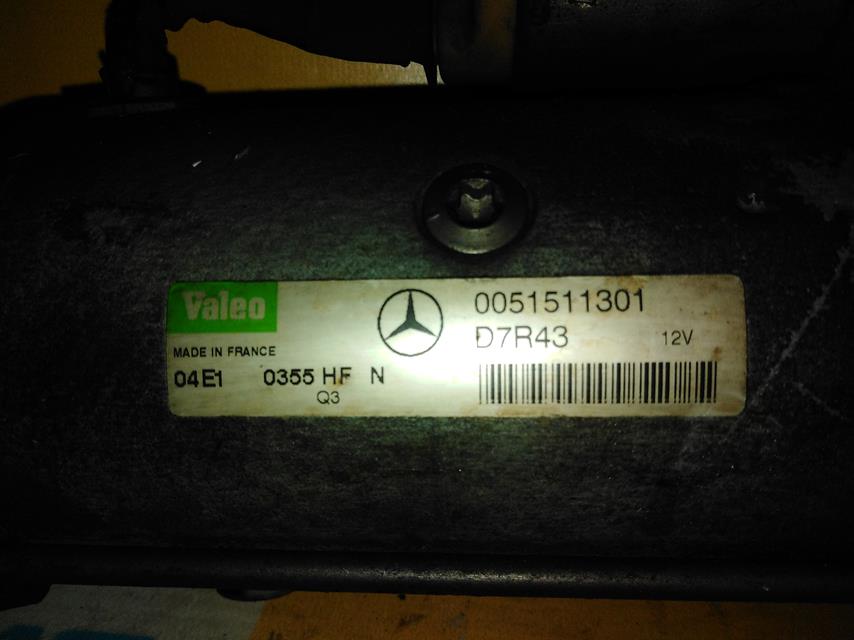 Valeo
MADE IN FRANCE
04E1 0355 HF N
Q3
0051511301
D7R43 12V